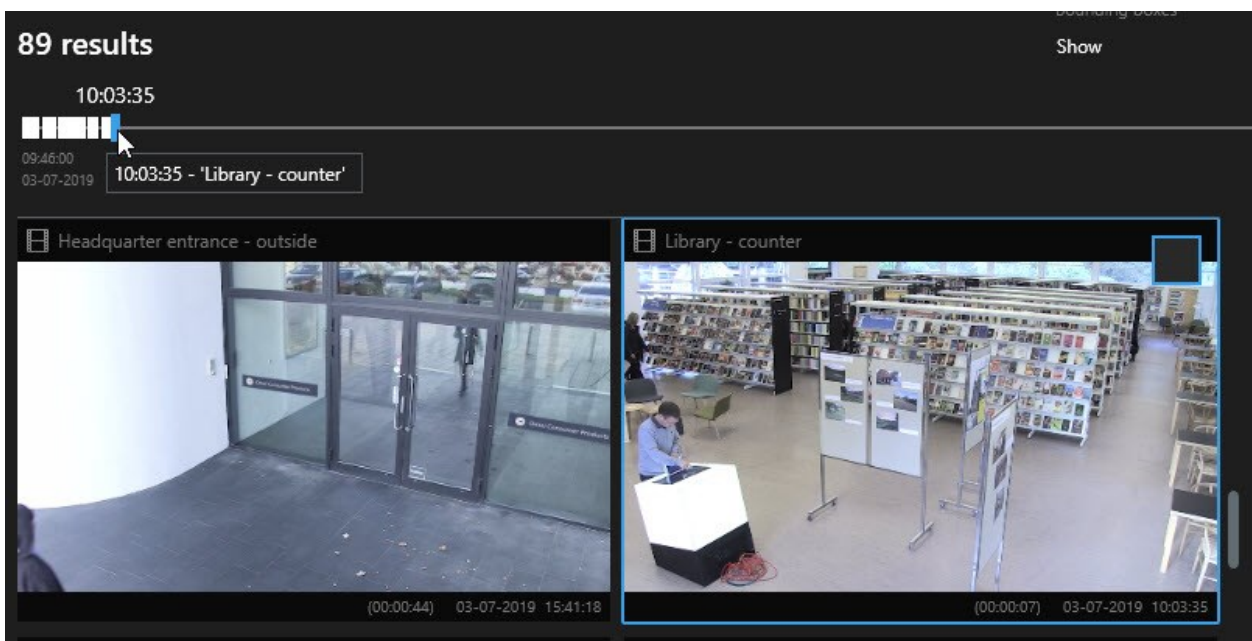 bounding boxes
89 results
Show
10:03:35
09:46:00
03-07-2019
10:03:35 - 'Library - counter'
Headquarter entrance - outside
Library - counter
(00:00:44) 03-07-2019 15:41:18
(00:00:07) 03-07-2019 10:03:35